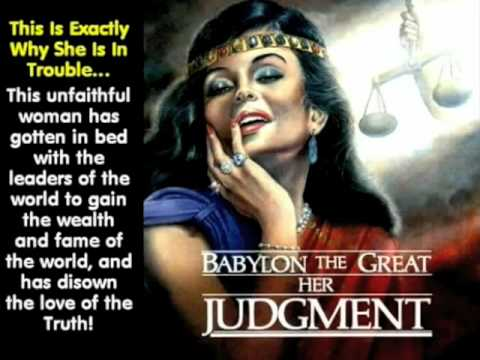 This Is Exactly
Why She Is In
Trouble...
This unfaithful
woman has
gotten in bed
with the
leaders of the
world to gain
the wealth
and fame of
the world, and
has disown
the love of the
Truth!
BABYLON THE GREAT
HER
JUDGMENT